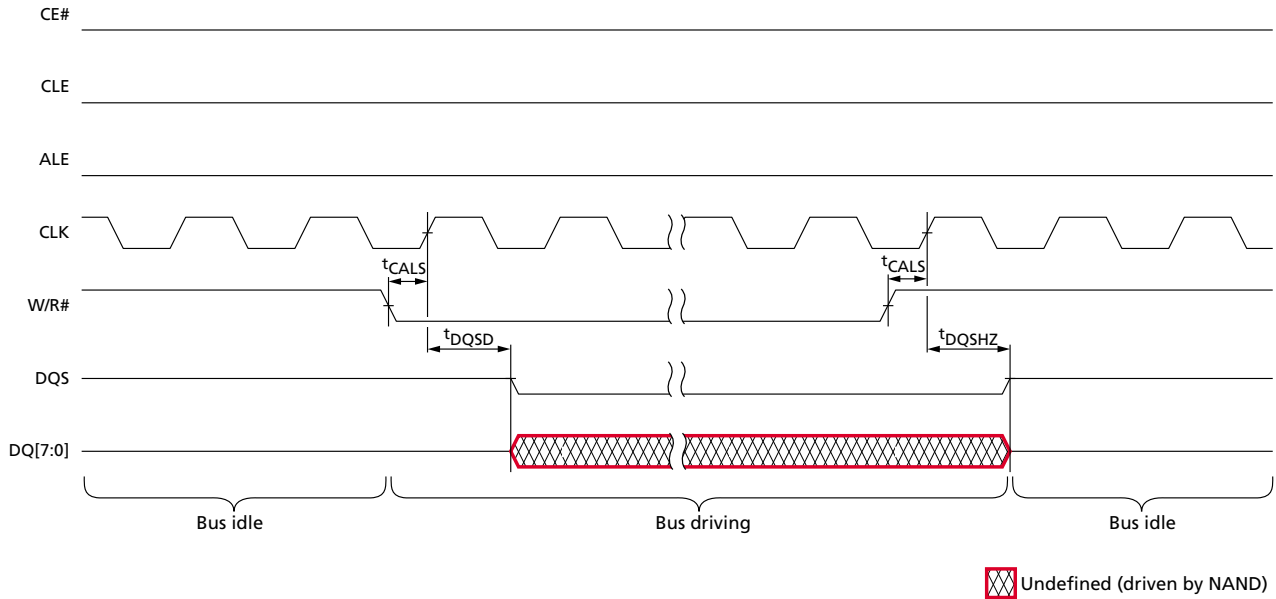 CE#
CLE
ALE
CLK
tCALS tCALS
W/R#
tDQSD tDQSHZ
DQS
DQ[7:0]
Bus idle Bus driving Bus idle
Undefined (driven by NAND)